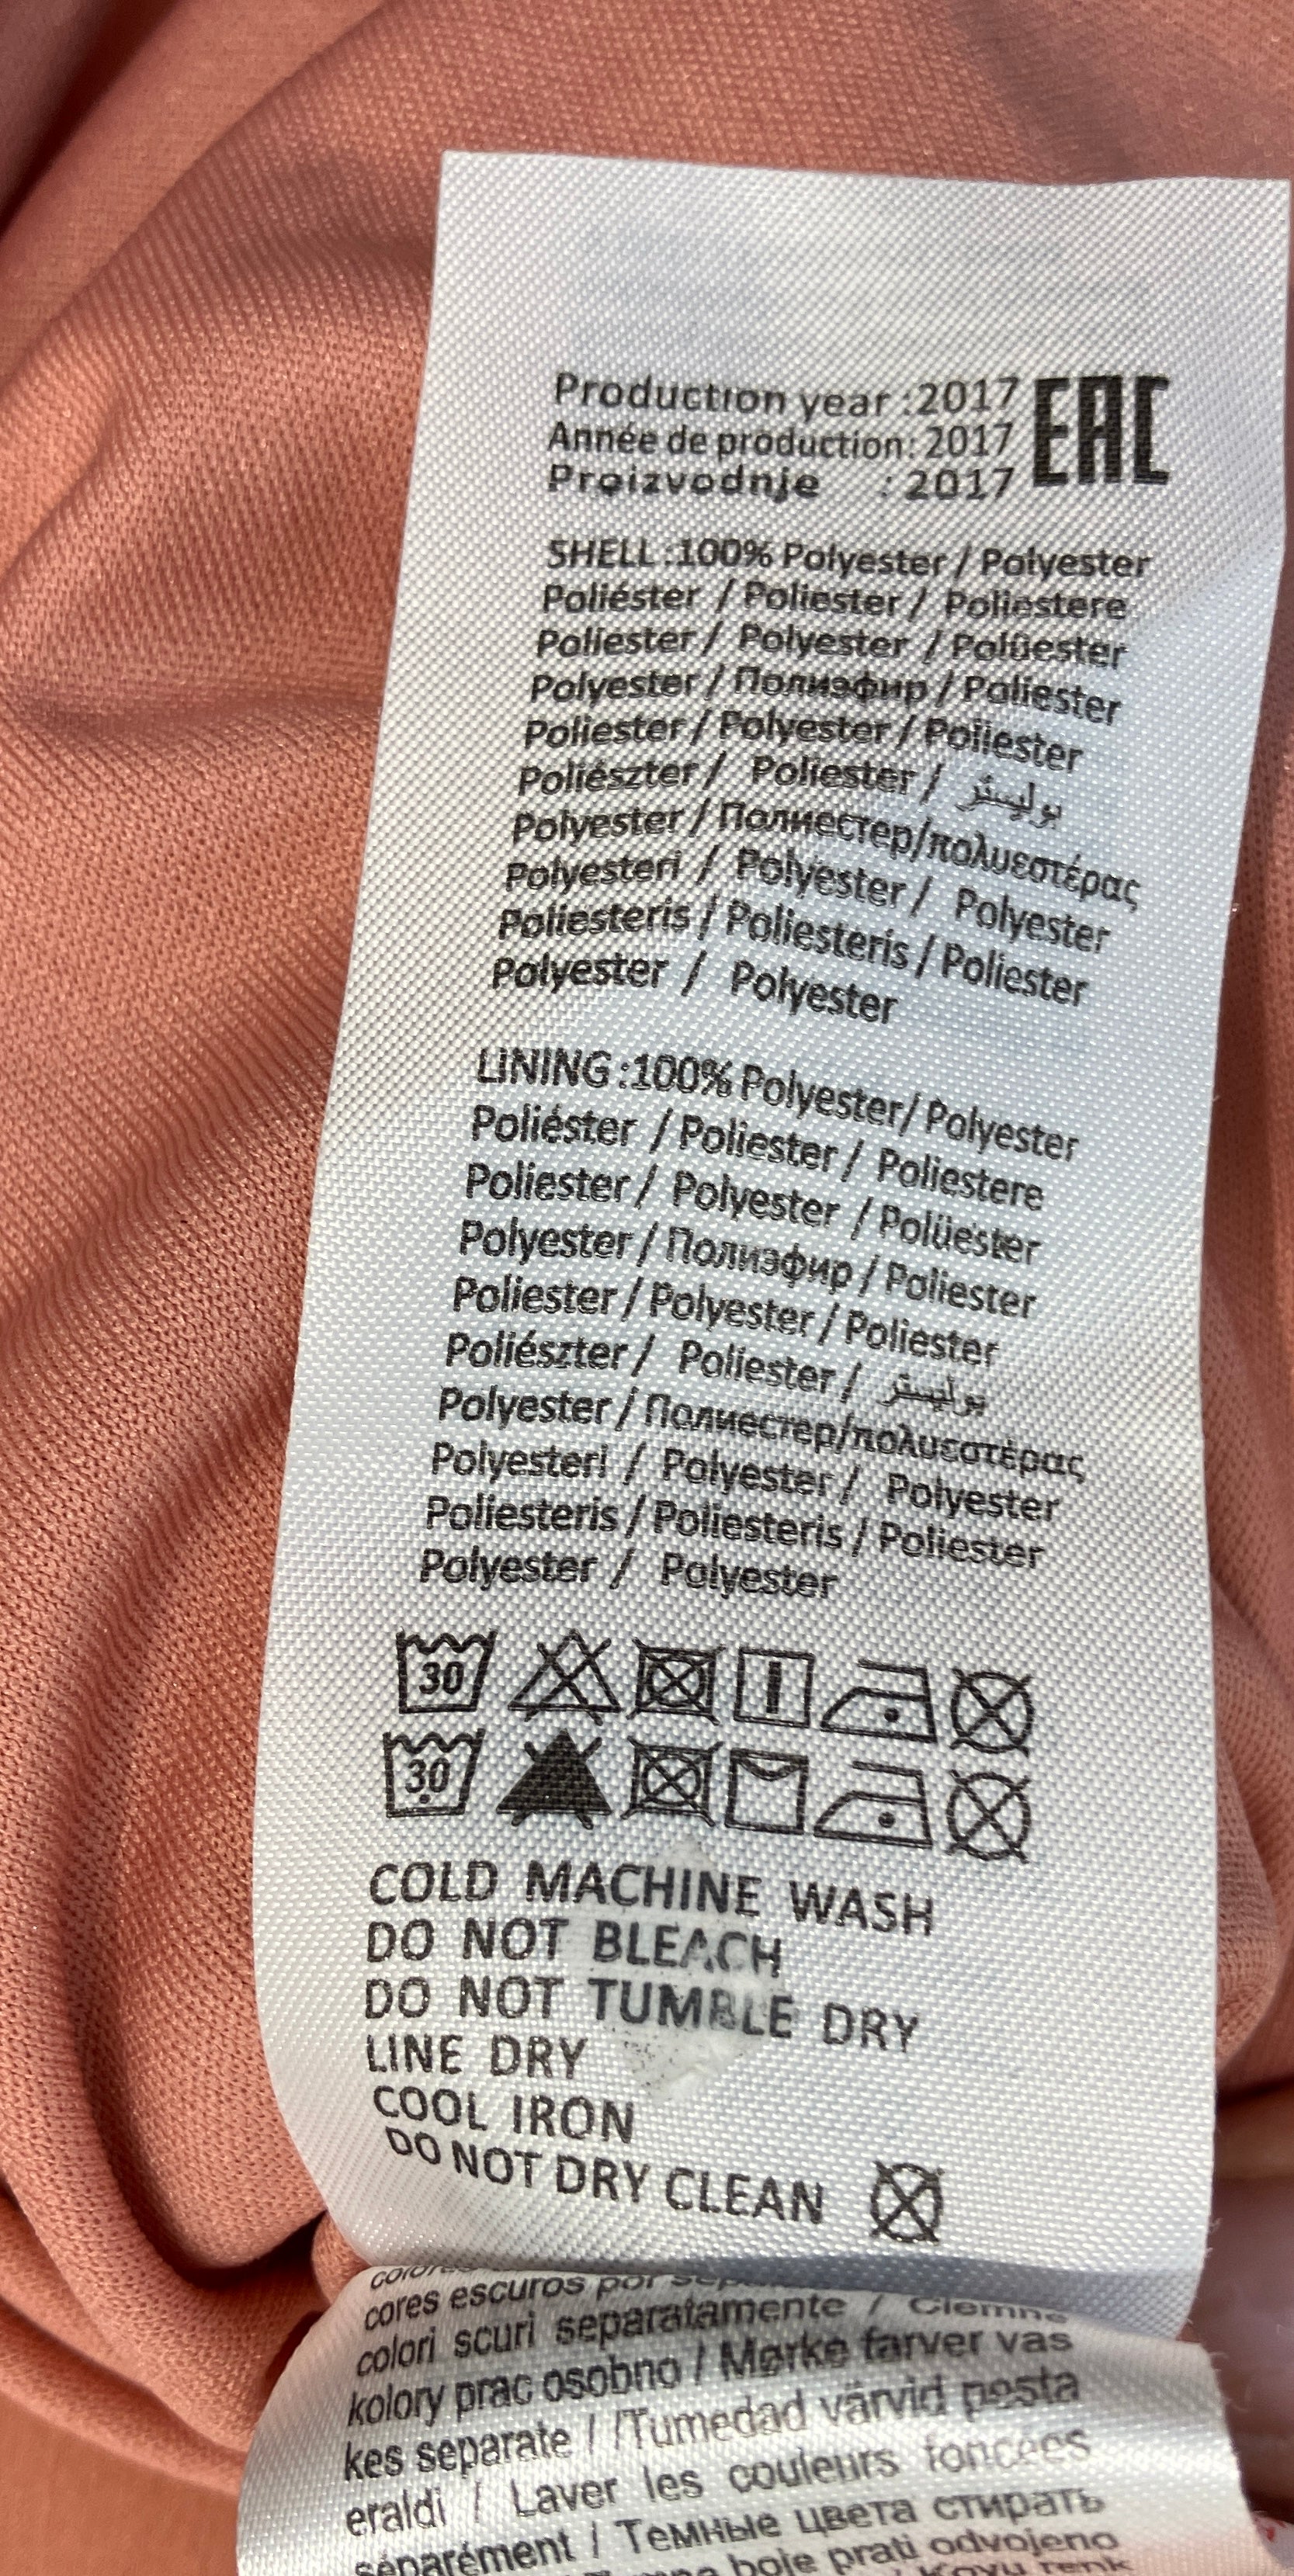 Production year :2017 EAC
Année de production: 2017
Proizvodnje : 2017
SHELL :100% Polyester / Polyester
Poliéster / Poliester / Poliestere
Poliester / Polyester / Polüester
Polyester / Полиэфир / Poliester
Poliester / Polyester / Poliester
Poliészter / Poliester / بوليستر
Polyester / Полиестер/πολυεστέρας
Polyesteri / Polyester / Polyester
Poliesteris / Poliesteris / Poliester
Polyester / Polyester
LINING :100% Polyester/ Polyester
Poliéster / Poliester / Poliestere
Poliester / Polyester / Polüester
Polyester / Полиэфир / Poliester
Poliester / Polyester / Poliester
Poliészter / Poliester / بوليستر
Polyester / Полиестер/πολυεστέρας
Polyesteri / Polyester / Polyester
Poliesteris / Poliesteris / Poliester
Polyester / Polyester
30
30
COLD MACHINE WASH
DO NOT BLEACH
DO NOT TUMBLE DRY
LINE DRY
COOL IRON
DO NOT DRY CLEAN
cores escuros por
colori scuri separatamente / Ciemne
kolory prac osobno / Mørke farver vas
kes separate / /Tumedad värvid pesta
eraldi / Laver les couleurs foncées
séparément / Темные цвета стирать
boje prati odvojeno
/ Koyu renk